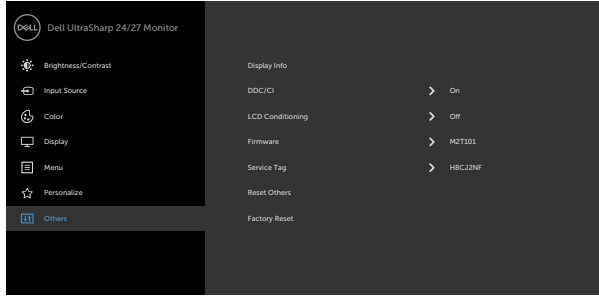 DELL
Dell UltraSharp 24/27 Monitor
Brightness/Contrast
Input Source
Color
Display
Menu
Personalize
Others
Display Info
DDC/CI On
LCD Conditioning Off
Firmware M2T101
Service Tag H8CJ2NF
Reset Others
Factory Reset